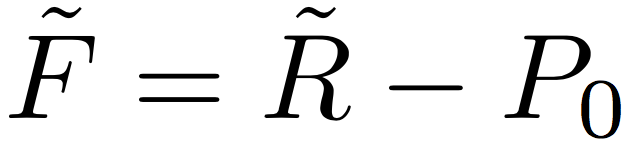 F̃ = R̃ − P₀